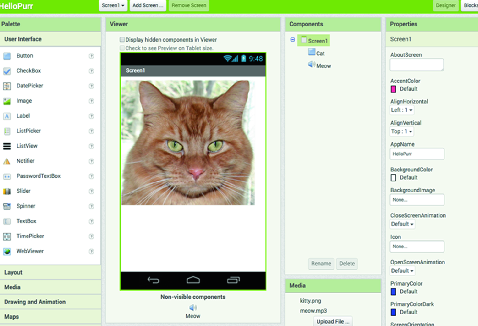 HelloPurr
Screen1
Add Screen ...
Remove Screen
Designer
Blocks
Palette
User Interface
Button
CheckBox
DatePicker
Image
Label
ListPicker
ListView
Notifier
PasswordTextBox
Slider
Spinner
TextBox
TimePicker
WebViewer
Layout
Media
Drawing and Animation
Maps
Viewer
Display hidden components in Viewer
Check to see Preview on Tablet size.
9:48
Screen1
Non-visible components
Meow
Components
Screen1
Cat
Meow
Rename
Delete
Media
kitty.png
meow.mp3
Upload File ...
Properties
Screen1
AboutScreen
AccentColor
Default
AlignHorizontal
Left : 1
AlignVertical
Top : 1
AppName
HelloPurr
BackgroundColor
Default
BackgroundImage
None...
CloseScreenAnimation
Default
Icon
None...
OpenScreenAnimation
Default
PrimaryColor
Default
PrimaryColorDark
Default
ScreenOrientation